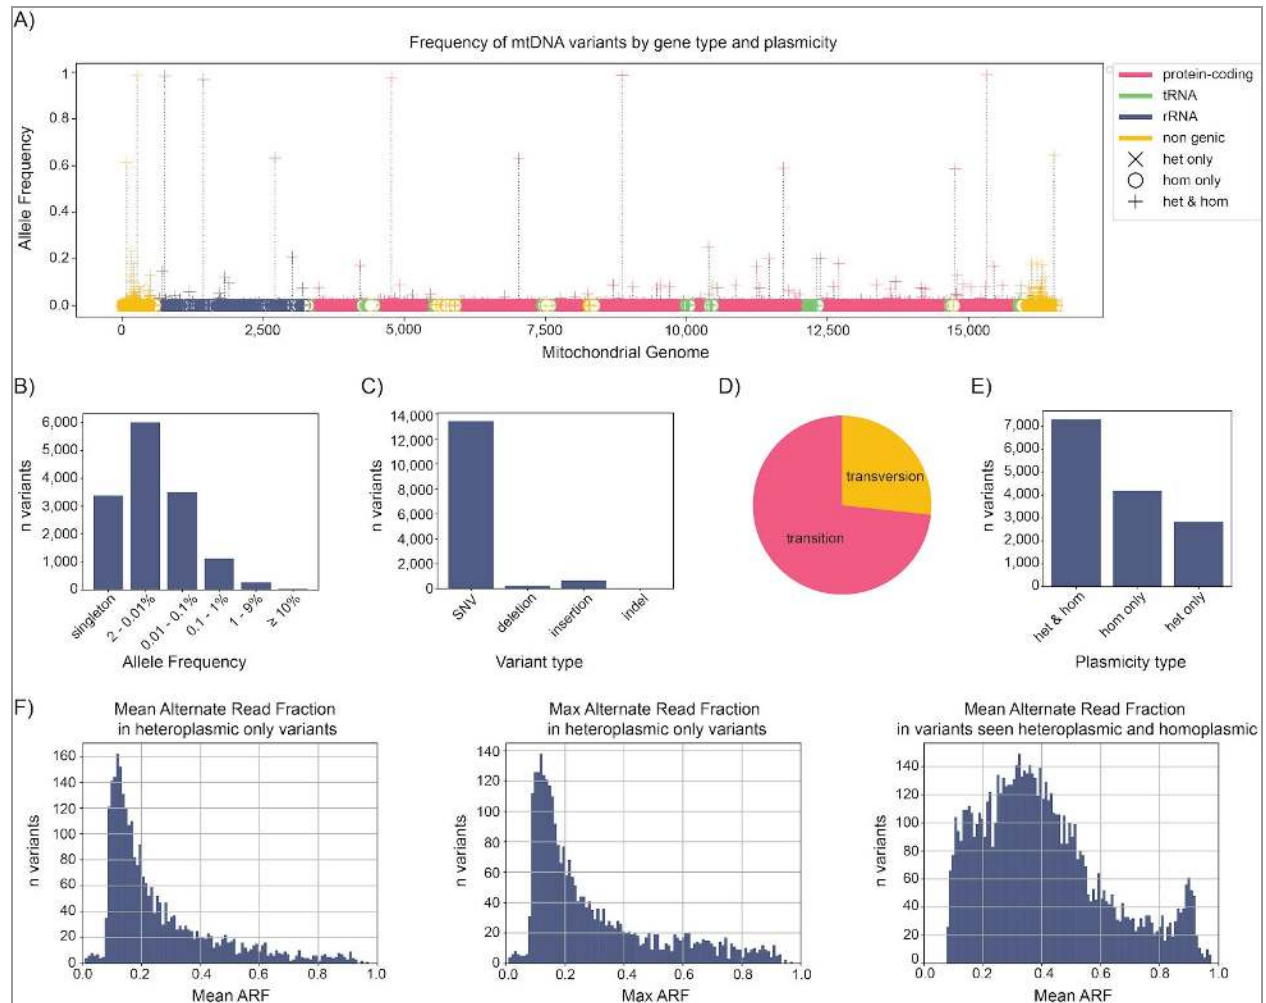 A)
Frequency of mtDNA variants by gene type and plasmicity
Allele Frequency
1
0.8
0.6
0.4
0.2
0.0
0
2,500
5,000
7,500
10,000
12,500
15,000
Mitochondrial Genome
protein-coding
tRNA
rRNA
non genic
het only
hom only
het & hom
B)
n variants
6,000
5,000
4,000
3,000
2,000
1,000
0
singleton
2 - 0.01%
0.01 - 0.1%
0.1 - 1%
1 - 9%
≥ 10%
Allele Frequency
C)
n variants
14,000
12,000
10,000
8,000
6,000
4,000
2,000
0
SNV
deletion
insertion
indel
Variant type
D)
transversion
transition
E)
n variants
7,000
6,000
5,000
4,000
3,000
2,000
1,000
0
het & hom
hom only
het only
Plasmicity type
F)
Mean Alternate Read Fraction
in heteroplasmic only variants
n variants
160
140
120
100
80
60
40
20
0
0.0
0.2
0.4
0.6
0.8
1.0
Mean ARF
Max Alternate Read Fraction
in heteroplasmic only variants
n variants
140
120
100
80
60
40
20
0
0.0
0.2
0.4
0.6
0.8
1.0
Max ARF
Mean Alternate Read Fraction
in variants seen heteroplasmic and homoplasmic
n variants
140
120
100
80
60
40
20
0
0.0
0.2
0.4
0.6
0.8
1.0
Mean ARF